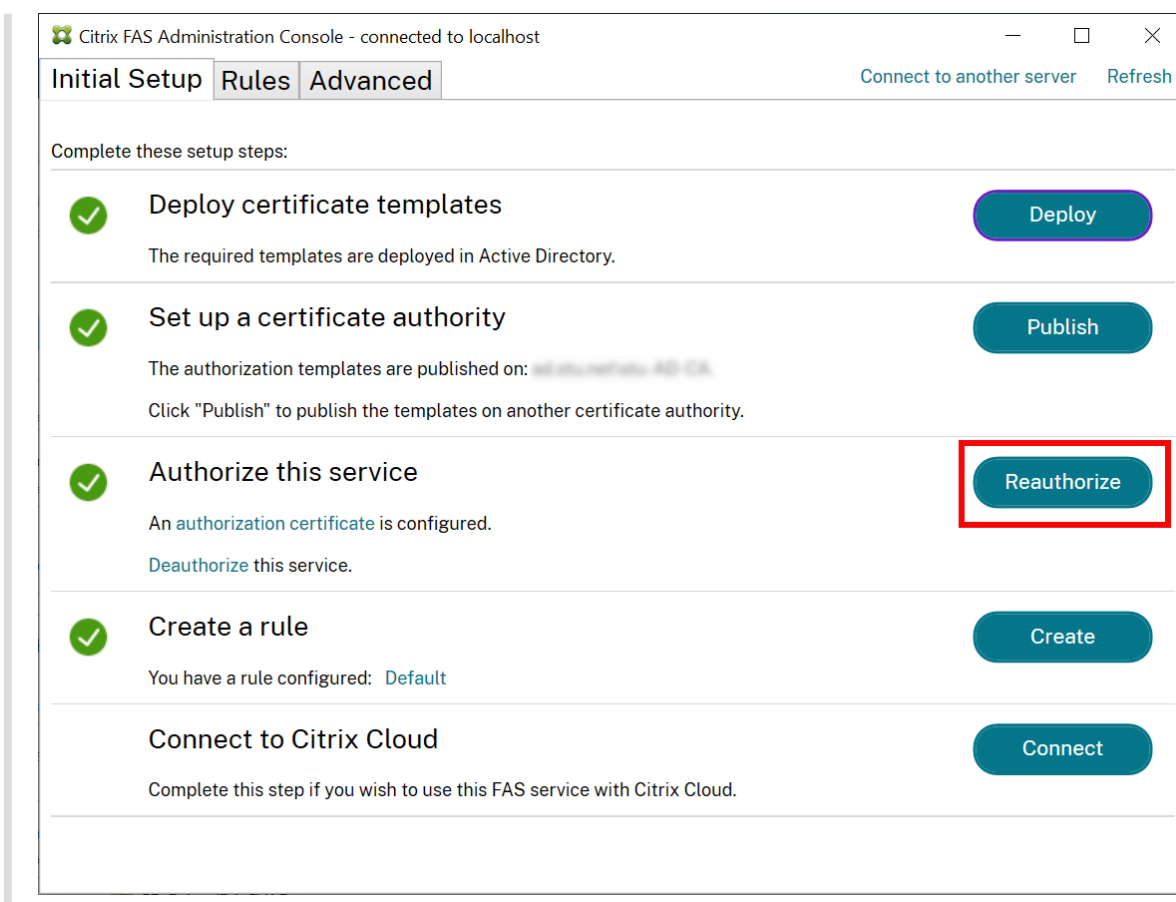 Citrix FAS Administration Console - connected to localhost
Initial Setup Rules Advanced Connect to another server Refresh
Complete these setup steps:
Deploy certificate templates
Deploy
The required templates are deployed in Active Directory.
Set up a certificate authority
Publish
The authorization templates are published on:
Click "Publish" to publish the templates on another certificate authority.
Authorize this service
Reauthorize
An authorization certificate is configured.
Deauthorize this service.
Create a rule
Create
You have a rule configured: Default
Connect to Citrix Cloud
Connect
Complete this step if you wish to use this FAS service with Citrix Cloud.